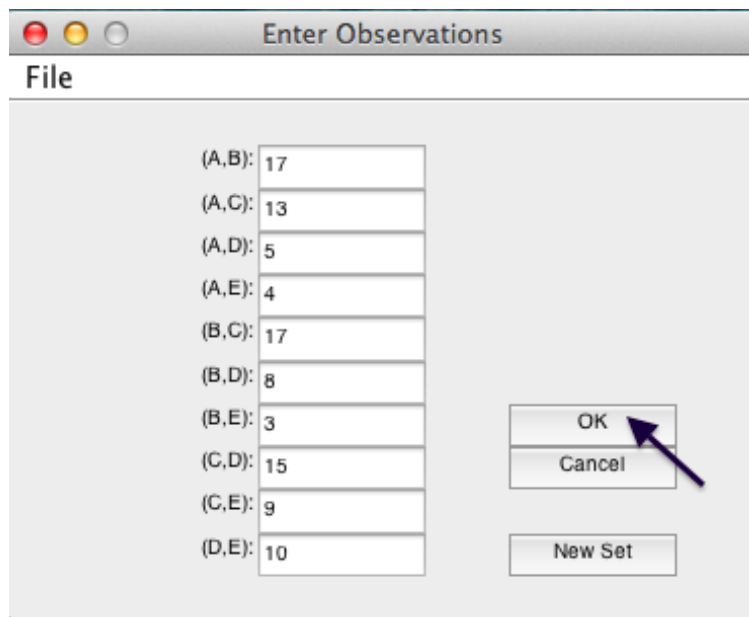 Enter Observations
File
(A,B): 17
(A,C): 13
(A,D): 5
(A,E): 4
(B,C): 17
(B,D): 8
(B,E): 3
OK
(C,D): 15
Cancel
(C,E): 9
(D,E): 10
New Set